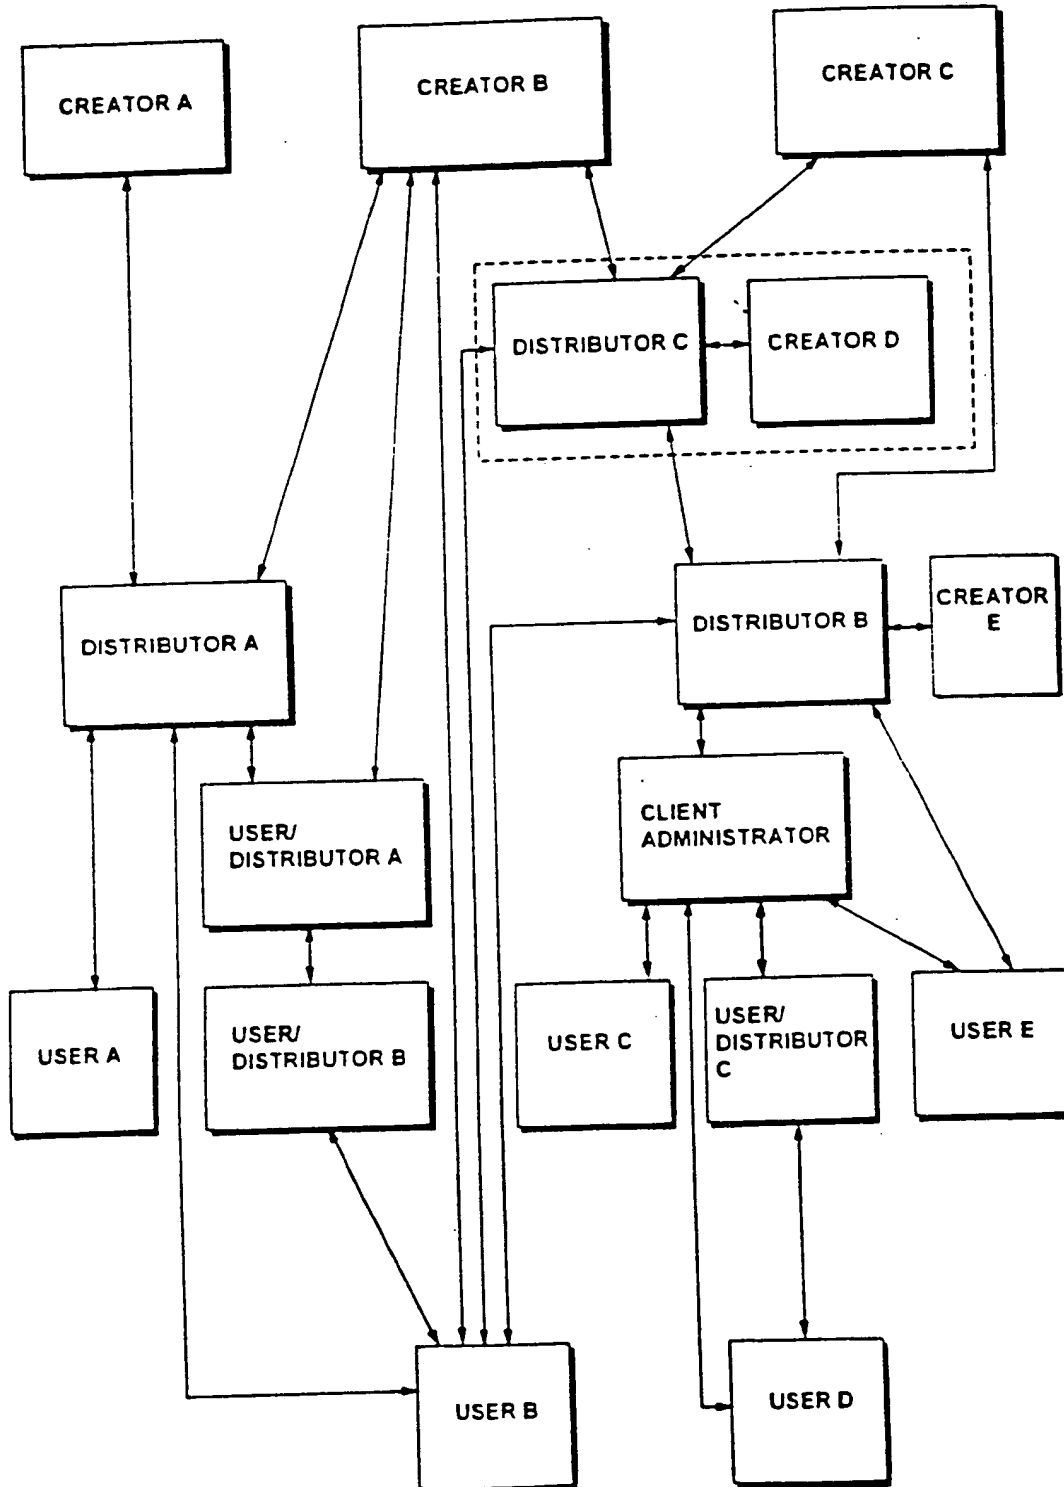 CREATOR A
CREATOR B
CREATOR C
DISTRIBUTOR C
CREATOR D
DISTRIBUTOR A
DISTRIBUTOR B
CREATOR
E
USER/
DISTRIBUTOR A
CLIENT
ADMINISTRATOR
USER A
USER/
DISTRIBUTOR B
USER C
USER/
DISTRIBUTOR
C
USER E
USER B
USER D